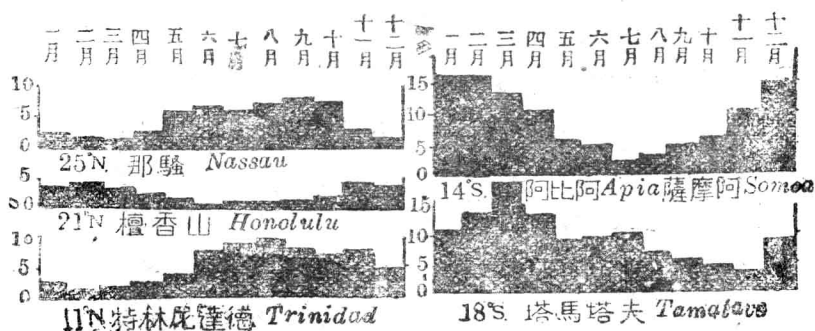 一月 二月 三月 四月 五月 六月 七月 八月 九月 十月 十一月 十二月
10
5
0
25°N. 那騷 Nassau
5
0
21°N. 檀香山 Honolulu
10
5
0
11°N. 特林尼達德 Trinidad
一月 二月 三月 四月 五月 六月 七月 八月 九月 十月 十一月 十二月
15
10
5
0
14°S. 阿比阿 Apia 薩摩阿 Somoa
15
10
5
0
18°S. 塔馬塔夫 Tamatave